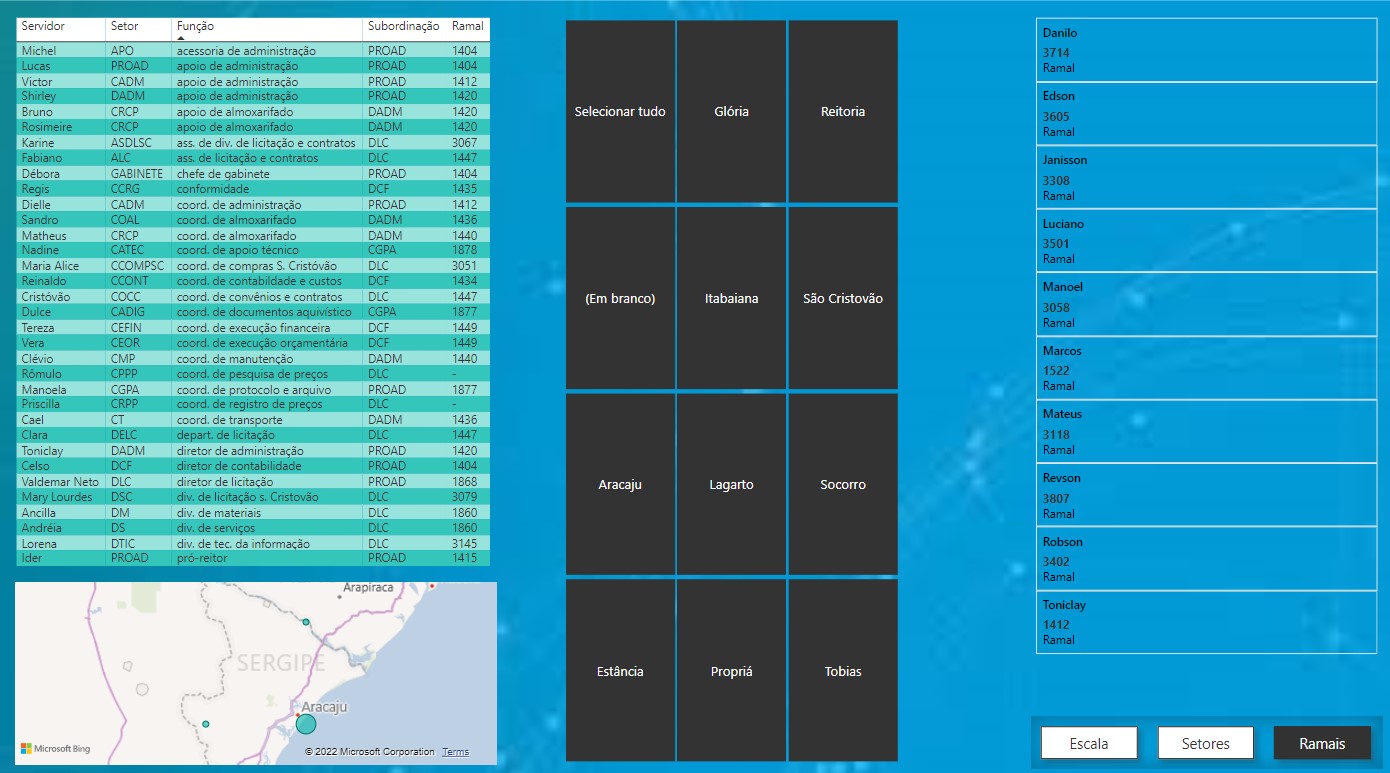 Servidor Setor Função Subordinação Ramal
Michel APO acessoria de administração PROAD 1404
Lucas PROAD apoio de administração PROAD 1404
Victor CADM apoio de administração PROAD 1412
Shirley DADM apoio de administração PROAD 1420
Bruno CRCP apoio de almoxarifado DADM 1420
Rosimeire CRCP apoio de almoxarifado DADM 1420
Karine ASDLSC ass. de div. de licitação e contratos DLC 3067
Fabiano ALC ass. de licitação e contratos DLC 1447
Débora GABINETE chefe de gabinete PROAD 1404
Regis CCRG conformidade DCF 1435
Dielle CADM coord. de administração PROAD 1412
Sandro COAL coord. de almoxarifado DADM 1436
Matheus CRCP coord. de almoxarifado DADM 1440
Nadine CATEC coord. de apoio técnico CGPA 1878
Maria Alice CCOMPSC coord. de compras S. Cristóvão DLC 3051
Reinaldo CCONT coord. de contabildade e custos DCF 1434
Cristóvão COCC coord. de convênios e contratos DLC 1447
Dulce CADIG coord. de documentos aquivístico CGPA 1877
Tereza CEFIN coord. de execução financeira DCF 1449
Vera CEOR coord. de execução orçamentária DCF 1449
Clévio CMP coord. de manutenção DADM 1440
Rômulo CPPP coord. de pesquisa de preços DLC -
Manoela CGPA coord. de protocolo e arquivo PROAD 1877
Priscilla CRPP coord. de registro de preços DLC -
Cael CT coord. de transporte DADM 1436
Clara DELC depart. de licitação DLC 1447
Toniclay DADM diretor de administração PROAD 1420
Celso DCF diretor de contabilidade PROAD 1404
Valdemar Neto DLC diretor de licitação PROAD 1868
Mary Lourdes DSC div. de licitação s. Cristovão DLC 3079
Ancilla DM div. de materiais DLC 1860
Andréia DS div. de serviços DLC 1860
Lorena DTIC div. de tec. da informação DLC 3145
Ider PROAD pró-reitor PROAD 1415
Arapiraca
SERGIPE
Aracaju
Microsoft Bing
© 2022 Microsoft Corporation Terms
Selecionar tudo Glória Reitoria
(Em branco) Itabaiana São Cristovão
Aracaju Lagarto Socorro
Estância Propriá Tobias
Danilo
3714
Ramal
Edson
3605
Ramal
Janisson
3308
Ramal
Luciano
3501
Ramal
Manoel
3058
Ramal
Marcos
1522
Ramal
Mateus
3118
Ramal
Revson
3807
Ramal
Robson
3402
Ramal
Toniclay
1412
Ramal
Escala Setores Ramais